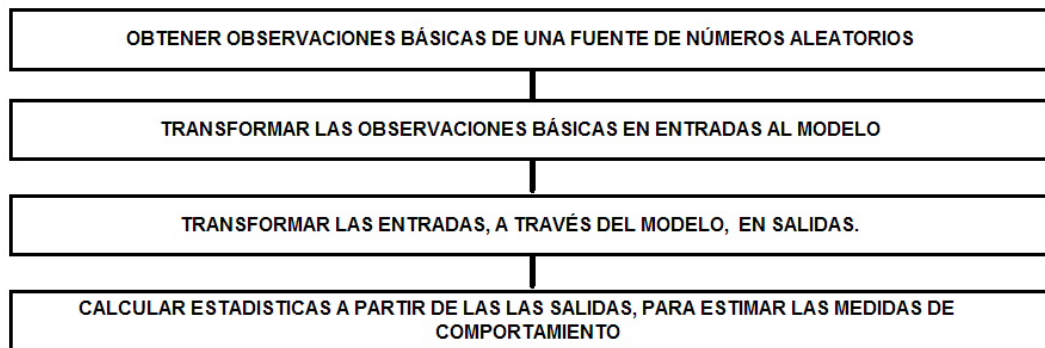 OBTENER OBSERVACIONES BÁSICAS DE UNA FUENTE DE NÚMEROS ALEATORIOS
TRANSFORMAR LAS OBSERVACIONES BÁSICAS EN ENTRADAS AL MODELO
TRANSFORMAR LAS ENTRADAS, A TRAVÉS DEL MODELO, EN SALIDAS.
CALCULAR ESTADISTICAS A PARTIR DE LAS LAS SALIDAS, PARA ESTIMAR LAS MEDIDAS DE
COMPORTAMIENTO